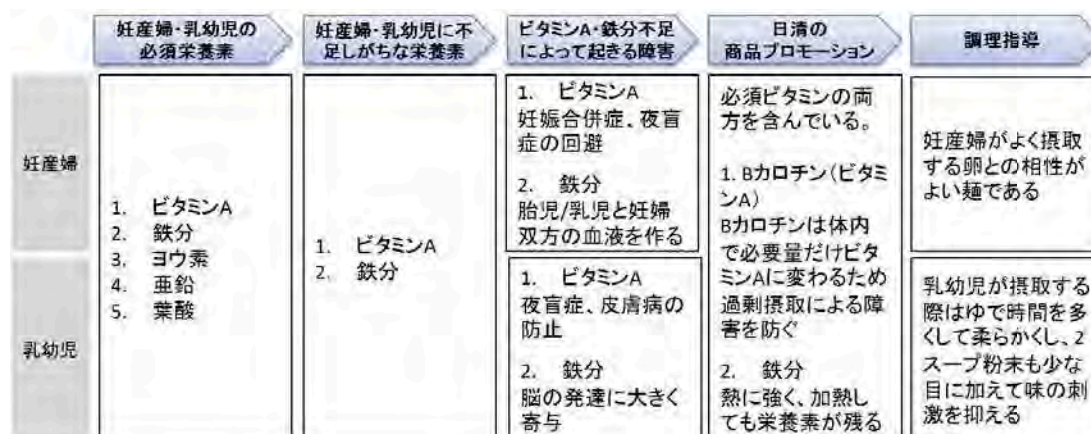 妊産婦・乳幼児の
必須栄養素
妊産婦・乳幼児に不
足しがちな栄養素
ビタミンA・鉄分不足
によって起きる障害
日清の
商品プロモーション
調理指導
妊産婦
乳幼児
1. ビタミンA
2. 鉄分
3. ヨウ素
4. 亜鉛
5. 葉酸
1. ビタミンA
2. 鉄分
1. ビタミンA
妊娠合併症、夜盲
症の回避
2. 鉄分
胎児/乳児と妊婦
双方の血液を作る
1. ビタミンA
夜盲症、皮膚病の
防止
2. 鉄分
脳の発達に大きく
寄与
必須ビタミンの両
方を含んでいる。
1. Bカロチン(ビタミ
ンA)
Bカロチンは体内
で必要量だけビタ
ミンAに変わるため
過剰摂取による障
害を防ぐ
2. 鉄分
熱に強く、加熱し
ても栄養素が残る
妊産婦がよく摂取
する卵との相性が
よい麺である
乳幼児が摂取する
際はゆで時間を多
くして柔らかくし、2
スープ粉末も少な
目に加えて味の刺
激を抑える